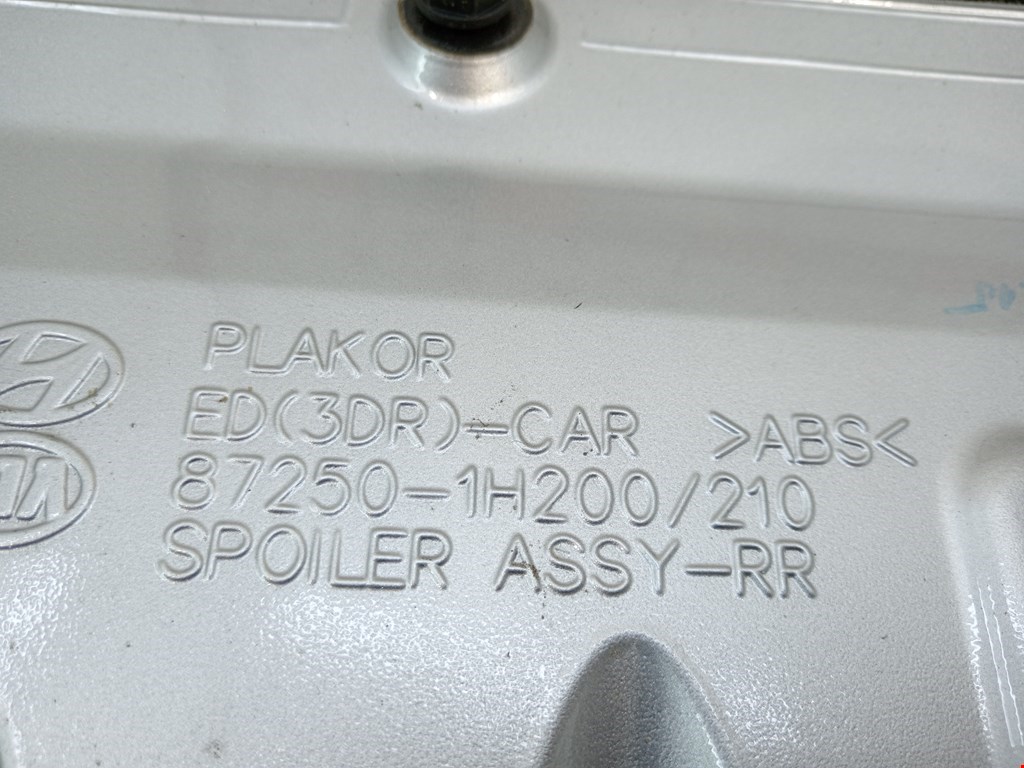 PLAKOR
ED(3DR)-CAR >ABS<
87250-1H200/210
SPOILER ASSY-RR